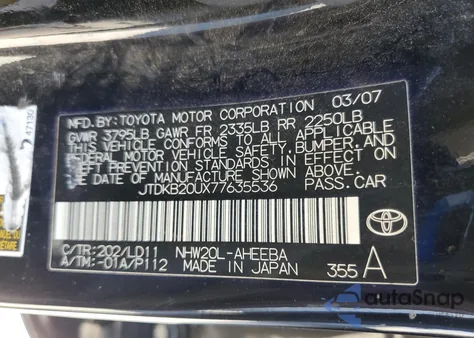 MFD. BY: TOYOTA MOTOR CORPORATION 03/07
GVWR 3795LB GAWR FR 2335LB RR 2250LB
THIS VEHICLE CONFORMS TO ALL APPLICABLE
FEDERAL MOTOR VEHICLE SAFETY, BUMPER, AND
THEFT PREVENTION STANDARDS IN EFFECT ON
THE DATE OF MANUFACTURE SHOWN ABOVE.
JTDKB20UX77635536 PASS. CAR
C/TR: 202/LD11 NHW20L-AHEEBA
A/TM: -01A/P112 MADE IN JAPAN 355 A
47130
autoSnap